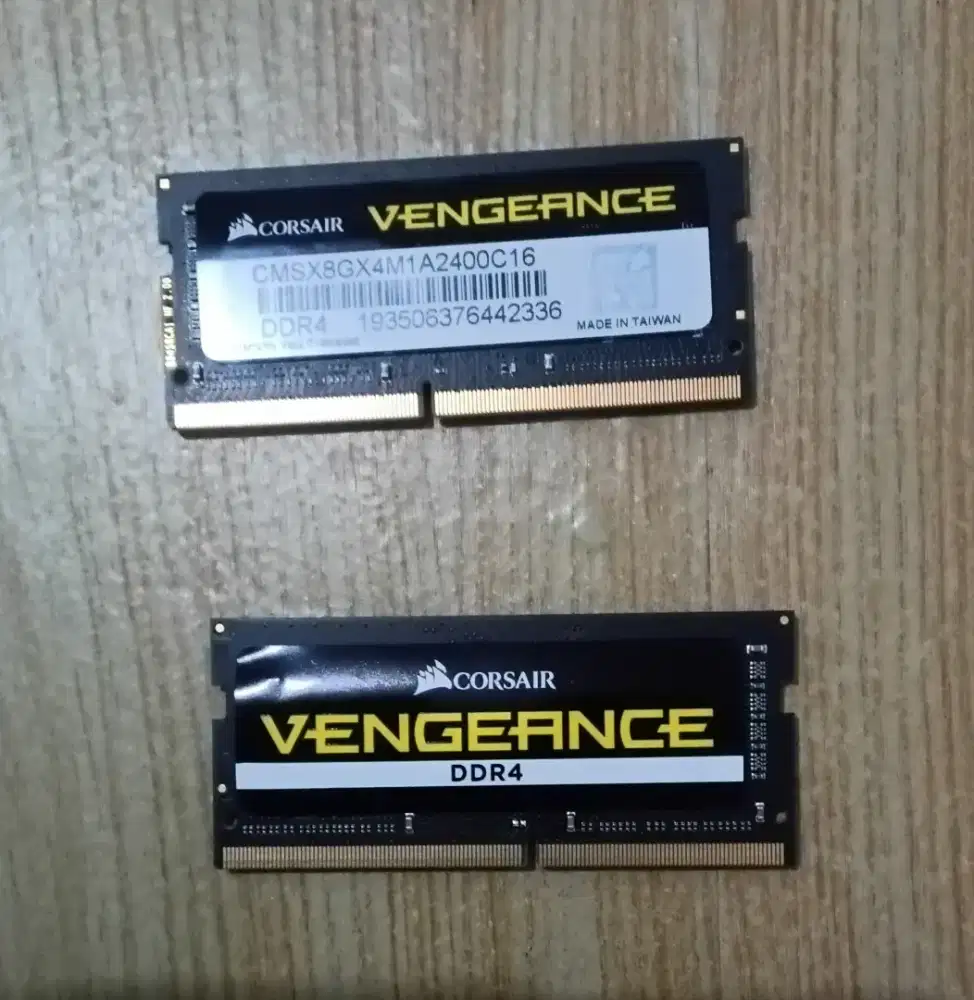 CORSAIR VENGEANCE
CMSX8GX4M1A2400C16
DDR4 193506376442336
MADE IN TAIWAN
CORSAIR
VENGEANCE
DDR4